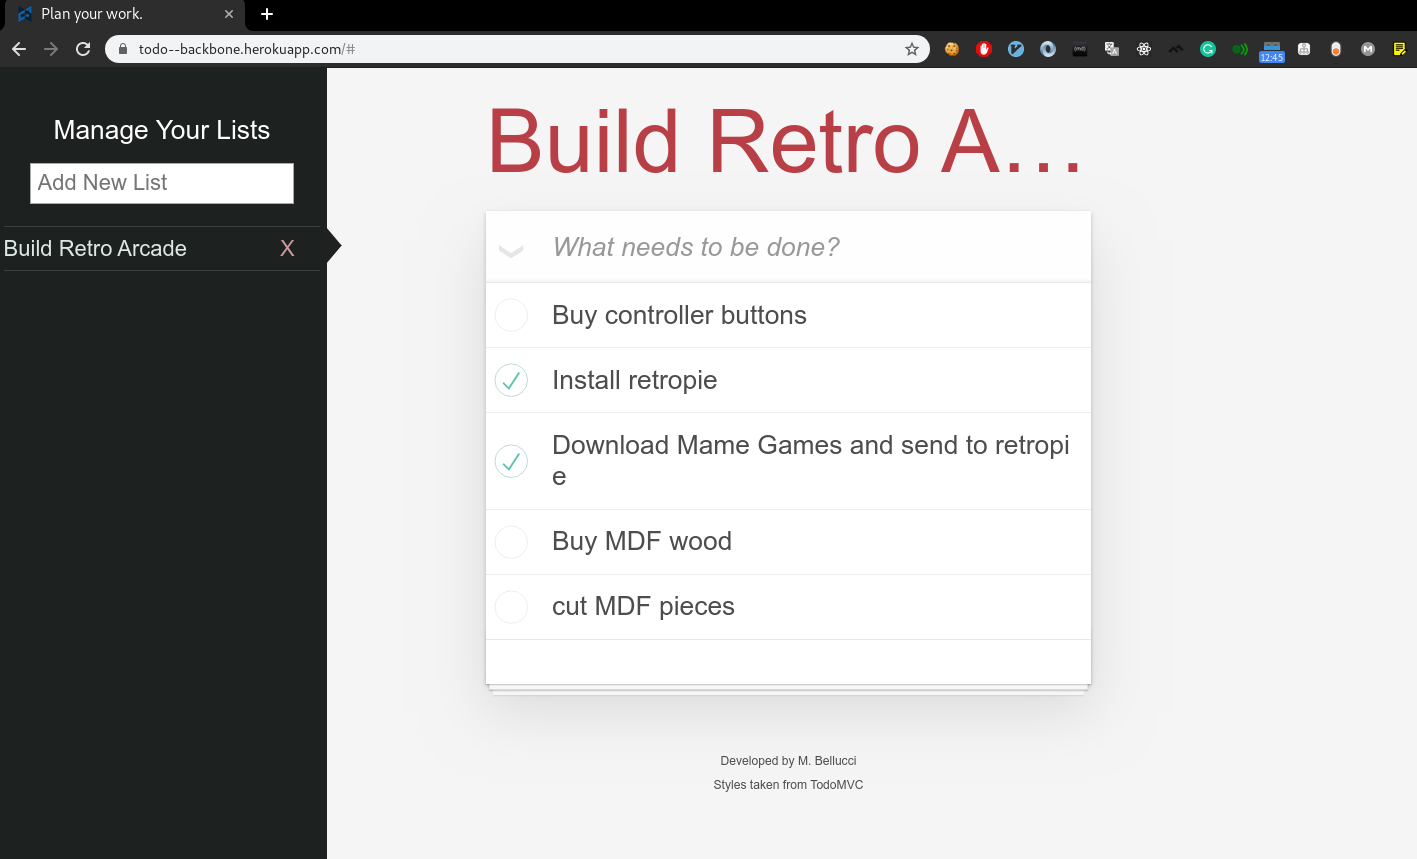 Plan your work.
todo--backbone.herokuapp.com/#
12:45
Manage Your Lists
Add New List
Build Retro Arcade X
Build Retro A...
What needs to be done?
Buy controller buttons
Install retropie
Download Mame Games and send to retropi
e
Buy MDF wood
cut MDF pieces
Developed by M. Bellucci
Styles taken from TodoMVC